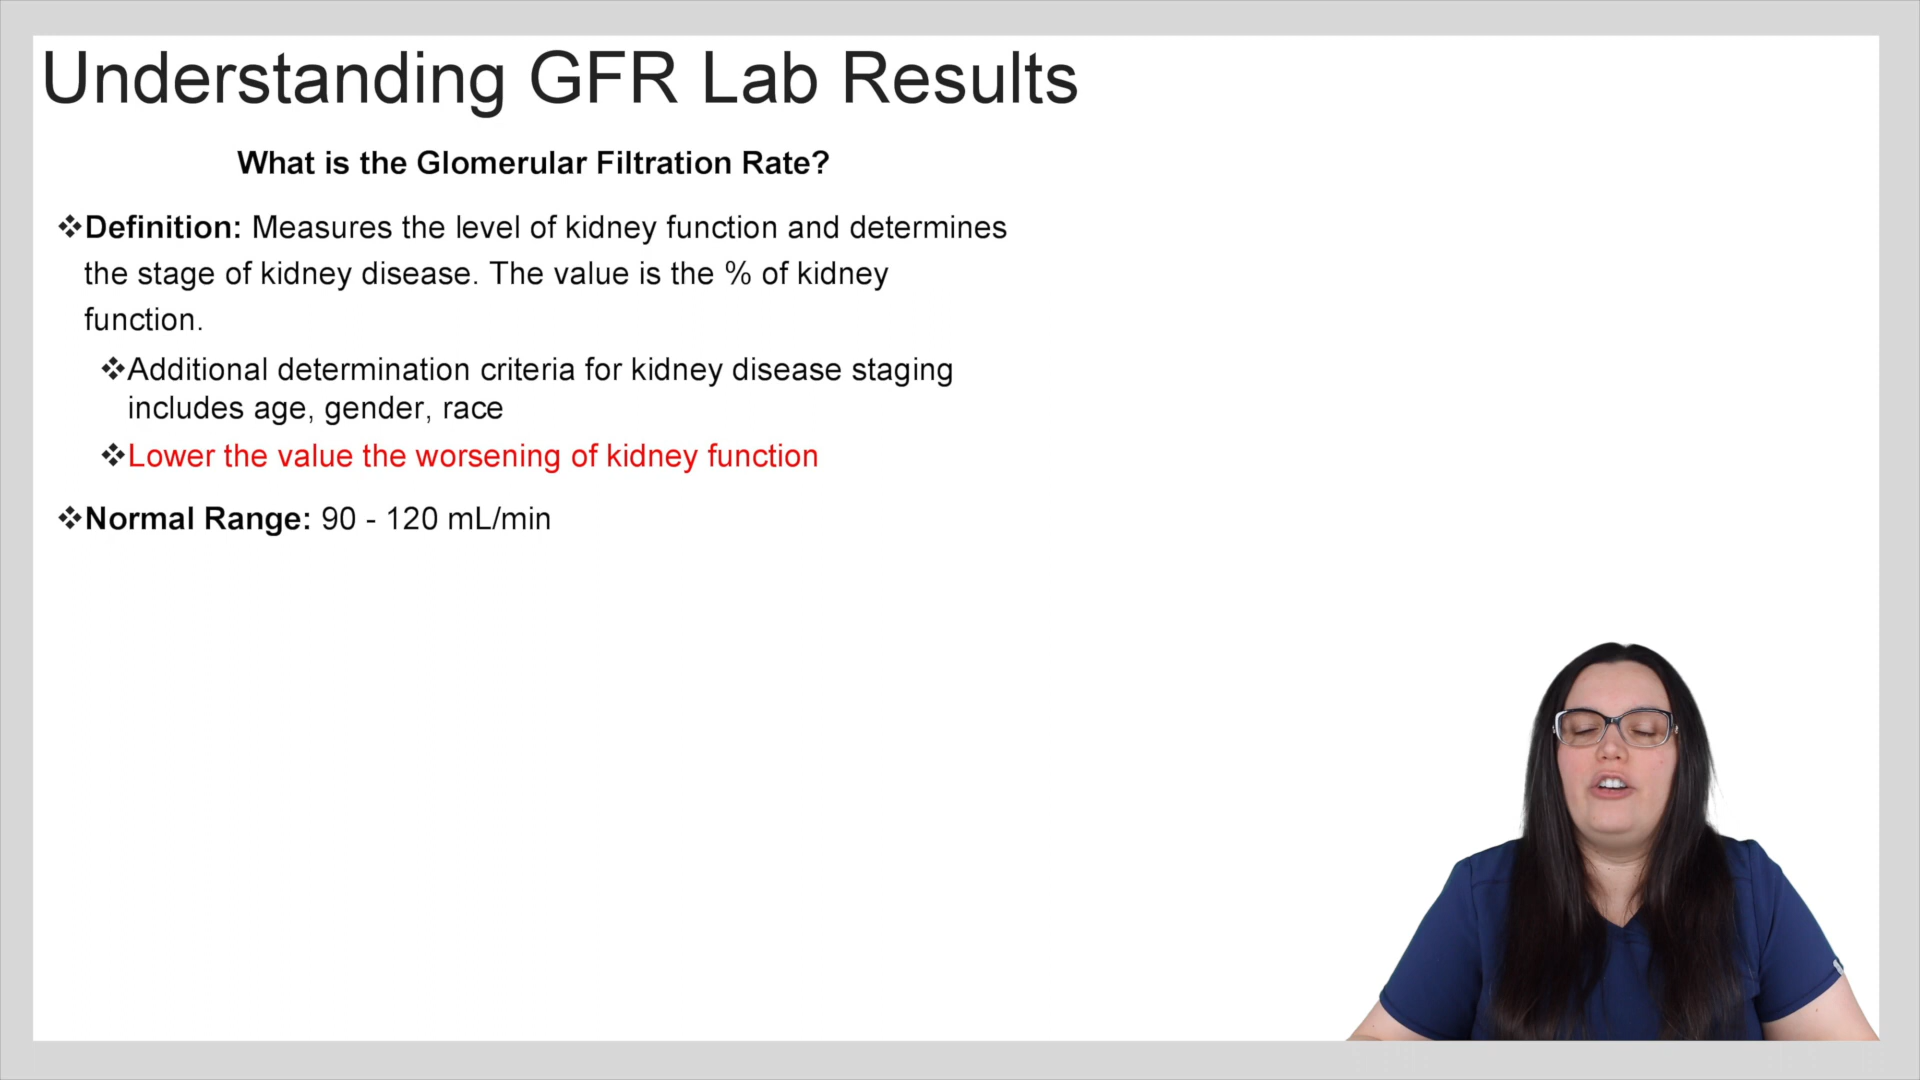 Understanding GFR Lab Results
What is the Glomerular Filtration Rate?
❖Definition: Measures the level of kidney function and determines
the stage of kidney disease. The value is the % of kidney
function.
❖Additional determination criteria for kidney disease staging
includes age, gender, race
❖Lower the value the worsening of kidney function
❖Normal Range: 90 - 120 mL/min